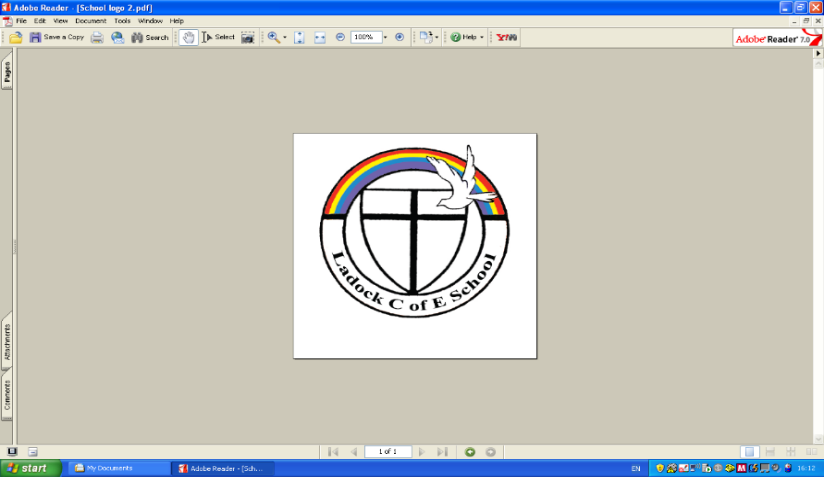 Adobe Reader - [School logo 2.pdf]
File Edit View Document Tools Window Help
Save a Copy Search Select 100% Help Y! Adobe Reader 7.0
Pages
Ladock C of E School
Attachments
Comments
1 of 1
start My Documents Adobe Reader - [Sch... EN 16:12